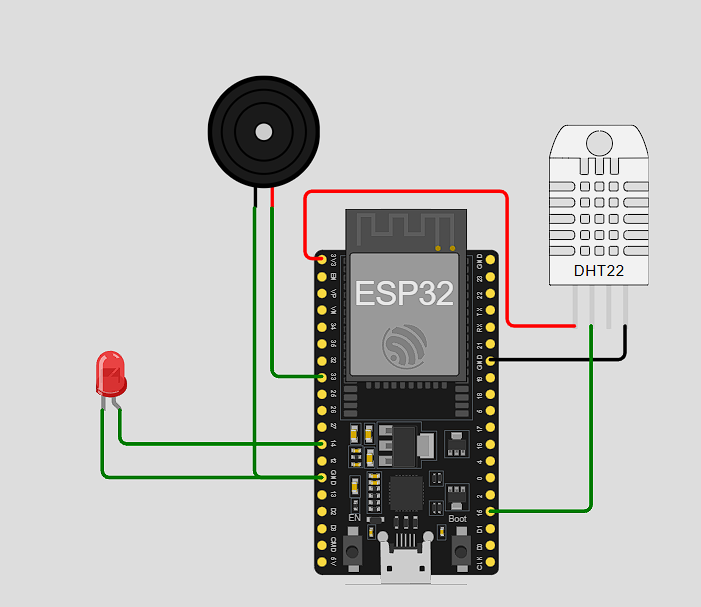 DHT22
ESP32
3V3
EN
VP
VN
34
35
32
33
25
26
27
14
12
GND
13
D2
D3
CMD
5V
GND
23
22
TX
RX
21
GND
19
18
5
17
16
4
0
2
15
D1
D0
CLK
EN
Boot